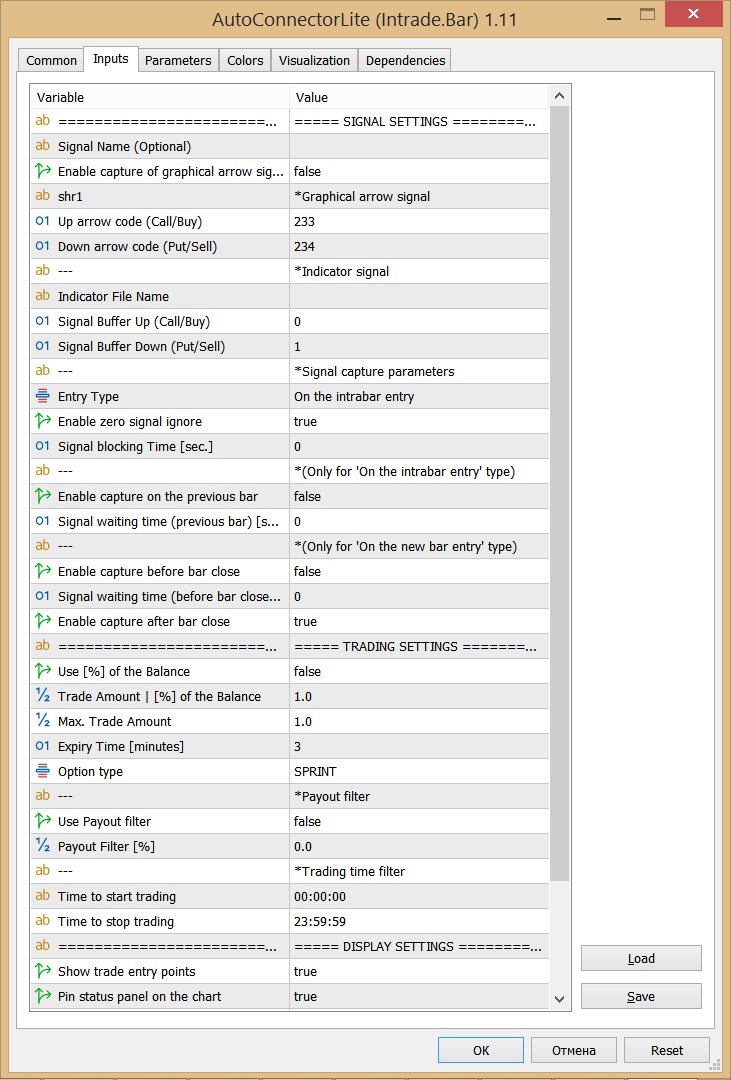 AutoConnectorLite (Intrade.Bar) 1.11
Common Inputs Parameters Colors Visualization Dependencies
Variable Value
ab ========================... ===== SIGNAL SETTINGS =========...
ab Signal Name (Optional)
Enable capture of graphical arrow sig... false
ab shr1 *Graphical arrow signal
01 Up arrow code (Call/Buy) 233
01 Down arrow code (Put/Sell) 234
ab --- *Indicator signal
ab Indicator File Name
01 Signal Buffer Up (Call/Buy) 0
01 Signal Buffer Down (Put/Sell) 1
ab --- *Signal capture parameters
Entry Type On the intrabar entry
Enable zero signal ignore true
01 Signal blocking Time [sec.] 0
ab --- *(Only for 'On the intrabar entry' type)
Enable capture on the previous bar false
01 Signal waiting time (previous bar) [s... 0
ab --- *(Only for 'On the new bar entry' type)
Enable capture before bar close false
01 Signal waiting time (before bar close... 0
Enable capture after bar close true
ab ========================... ===== TRADING SETTINGS ========...
Use [%] of the Balance false
1/2 Trade Amount | [%] of the Balance 1.0
1/2 Max. Trade Amount 1.0
01 Expiry Time [minutes] 3
Option type SPRINT
ab --- *Payout filter
Use Payout filter false
1/2 Payout Filter [%] 0.0
ab --- *Trading time filter
ab Time to start trading 00:00:00
ab Time to stop trading 23:59:59
ab ========================... ===== DISPLAY SETTINGS =========...
Show trade entry points true
Pin status panel on the chart true
Load
Save
OK Отмена Reset